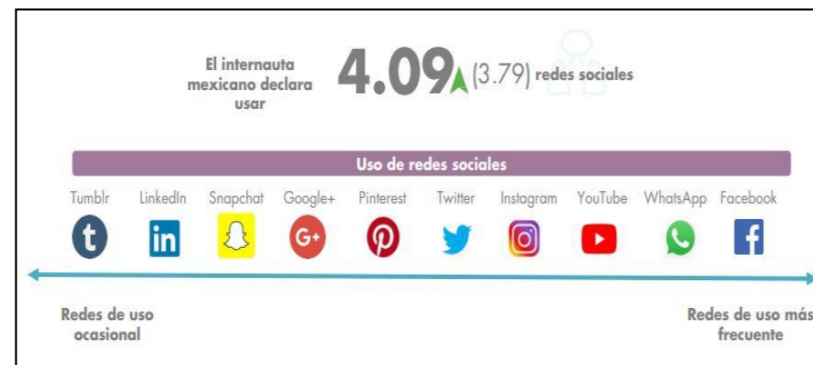 El internauta
mexicano declara
usar
4.09 (3.79) redes sociales
Uso de redes sociales
Tumblr LinkedIn Snapchat Google+ Pinterest Twitter Instagram YouTube WhatsApp Facebook
t in G+
Redes de uso
ocasional
Redes de uso más
frecuente